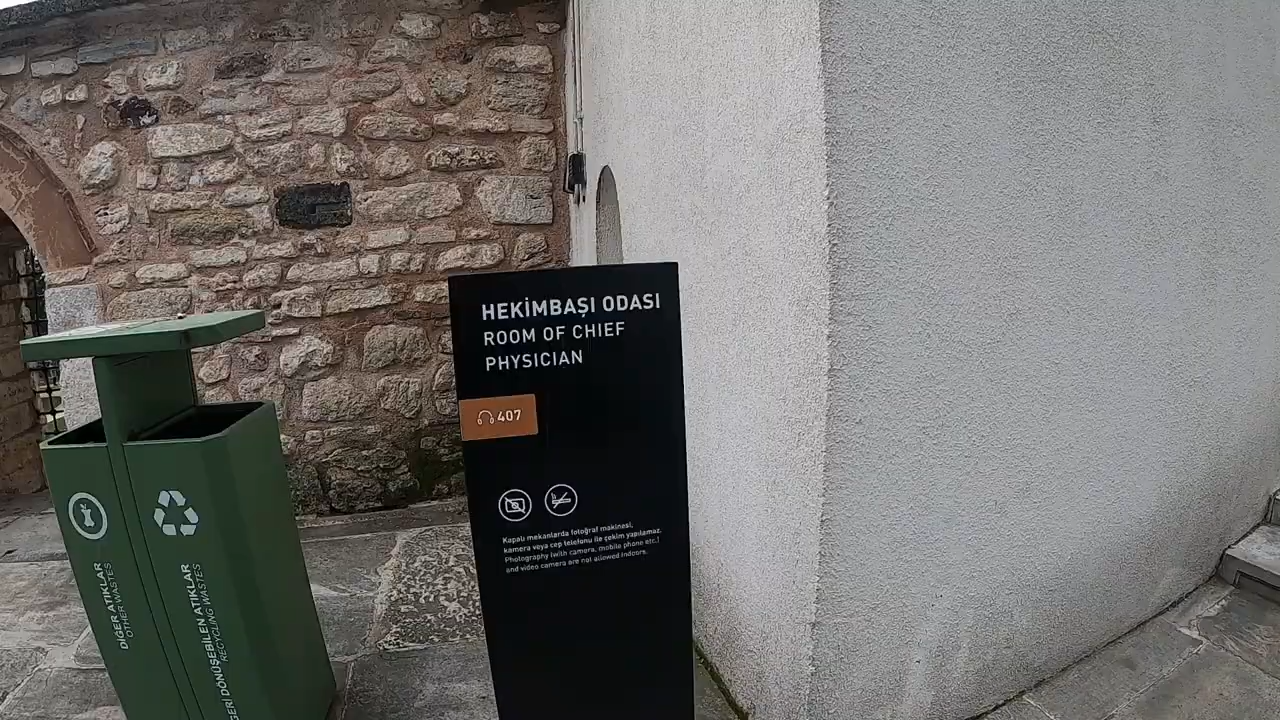 HEKİMBAŞI ODASI
ROOM OF CHIEF
PHYSICIAN
407
Kapalı mekanlarda fotoğraf makinesi,
kamera veya cep telefonu ile çekim yapılamaz.
Photography (with camera, mobile phone etc.)
and video camera are not allowed indoors.
DİĞER ATIKLAR
OTHER WASTES
GERİ DÖNÜŞEBİLEN ATIKLAR
RECYCLING WASTES